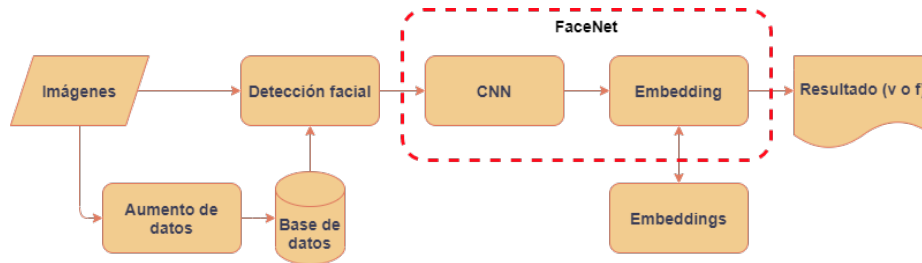 FaceNet
Imágenes
Detección facial
CNN
Embedding
Resultado (v o f)
Aumento de
datos
Base de
datos
Embeddings